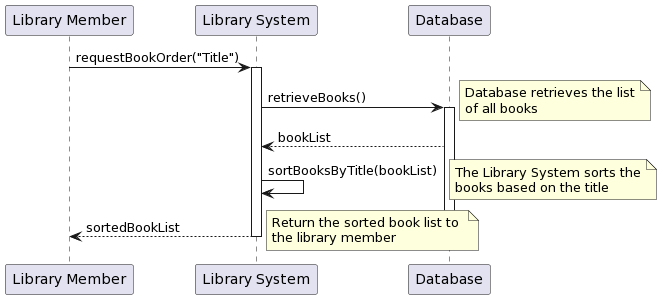 Library Member
Library System
Database
requestBookOrder("Title")
retrieveBooks()
Database retrieves the list
of all books
bookList
sortBooksByTitle(bookList)
The Library System sorts the
books based on the title
sortedBookList
Return the sorted book list to
the library member
Library Member
Library System
Database